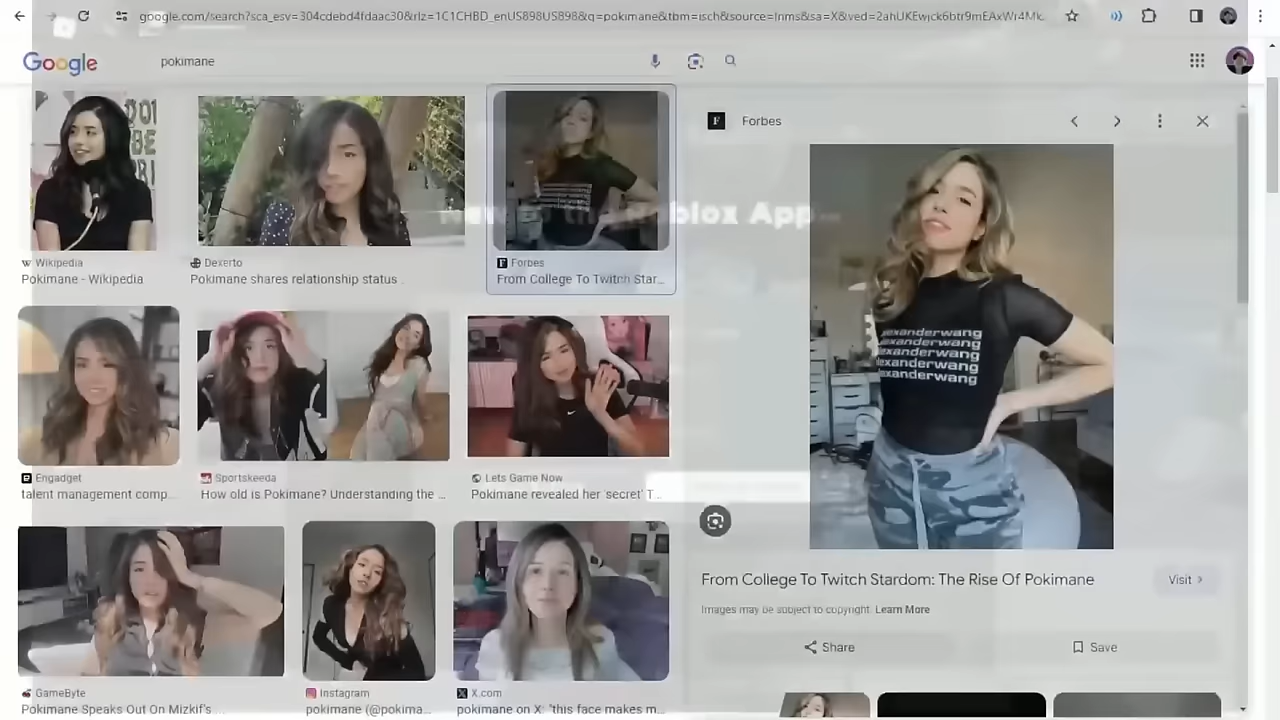 google.com/search?sca_esv=304cdebd4fdaac30&rlz=1C1CHBD_enUS898US898&q=pokimane&tbm=isch&source=lnms&sa=X&ved=2ahUKEwjck6btr9mEAxWr4Mk...
Google
pokimane
Forbes
Wikipedia
Pokimane - Wikipedia
Dexerto
Pokimane shares relationship status .
Forbes
From College To Twitch Star...
the Roblox App...
alexanderwang
alexanderwang
alexanderwang
alexanderwang
alexanderwang
Engadget
talent management comp...
Sportskeeda
How old is Pokimane? Understanding the ...
Lets Game Now
Pokimane revealed her 'secret' T...
From College To Twitch Stardom: The Rise Of Pokimane
Visit >
Images may be subject to copyright. Learn More
Share
Save
GameByte
Pokimane Speaks Out On Mizkif's...
Instagram
pokimane (@pokima...
X.com
pokimane on X: "this face makes m...